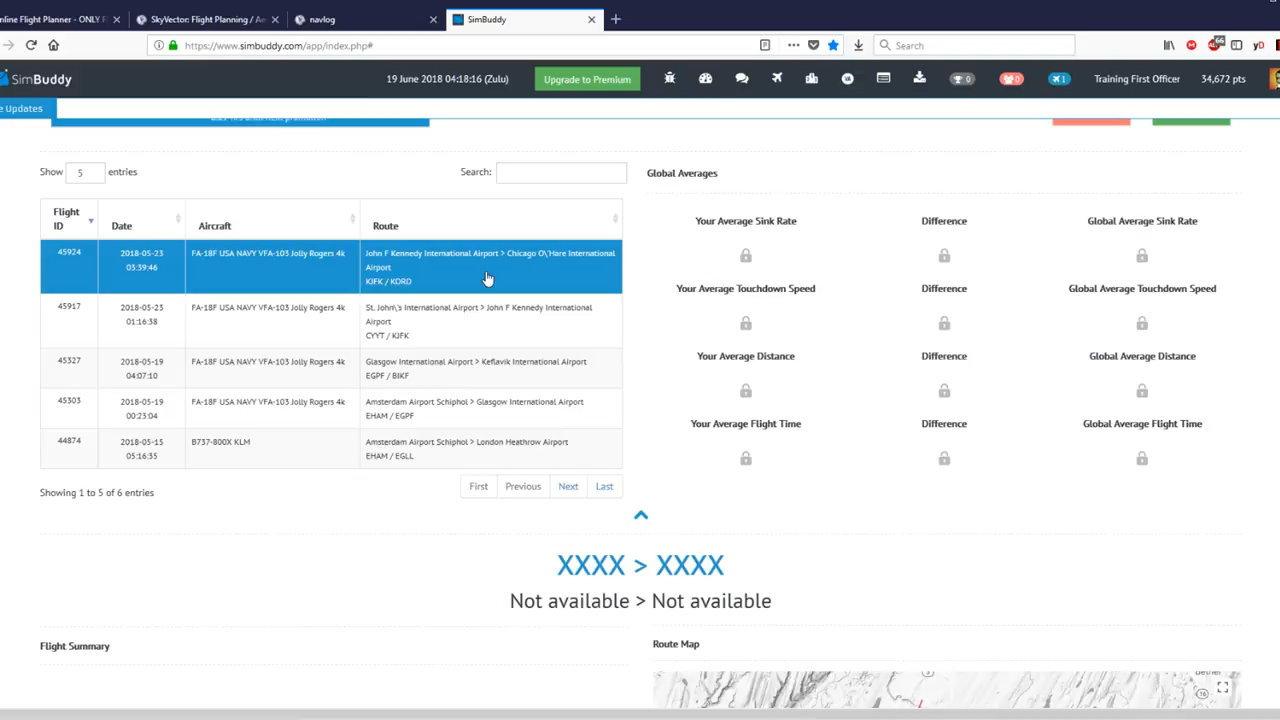 nline Flight Planner - ONLY F
SkyVector: Flight Planning / Ae
navlog
SimBuddy
https://www.simbuddy.com/app/index.php#
Search
SimBuddy
19 June 2018 04:18:16 (Zulu)
Upgrade to Premium
0
0
1
Training First Officer
34,672 pts
e Updates
Show 5 entries
Search:
Global Averages
Flight ID
Date
Aircraft
Route
45924
2018-05-23
03:39:46
FA-18F USA NAVY VFA-103 Jolly Rogers 4k
John F Kennedy International Airport > Chicago O\'Hare International
Airport
KJFK / KORD
45917
2018-05-23
01:16:38
FA-18F USA NAVY VFA-103 Jolly Rogers 4k
St. John\'s International Airport > John F Kennedy International
Airport
CYYT / KJFK
45327
2018-05-19
04:07:10
FA-18F USA NAVY VFA-103 Jolly Rogers 4k
Glasgow International Airport > Keflavik International Airport
EGPF / BIKF
45303
2018-05-19
00:23:04
FA-18F USA NAVY VFA-103 Jolly Rogers 4k
Amsterdam Airport Schiphol > Glasgow International Airport
EHAM / EGPF
44874
2018-05-15
05:16:35
B737-800X KLM
Amsterdam Airport Schiphol > London Heathrow Airport
EHAM / EGLL
Showing 1 to 5 of 6 entries
First
Previous
Next
Last
Your Average Sink Rate
Difference
Global Average Sink Rate
Your Average Touchdown Speed
Difference
Global Average Touchdown Speed
Your Average Distance
Difference
Global Average Distance
Your Average Flight Time
Difference
Global Average Flight Time
XXXX > XXXX
Not available > Not available
Flight Summary
Route Map